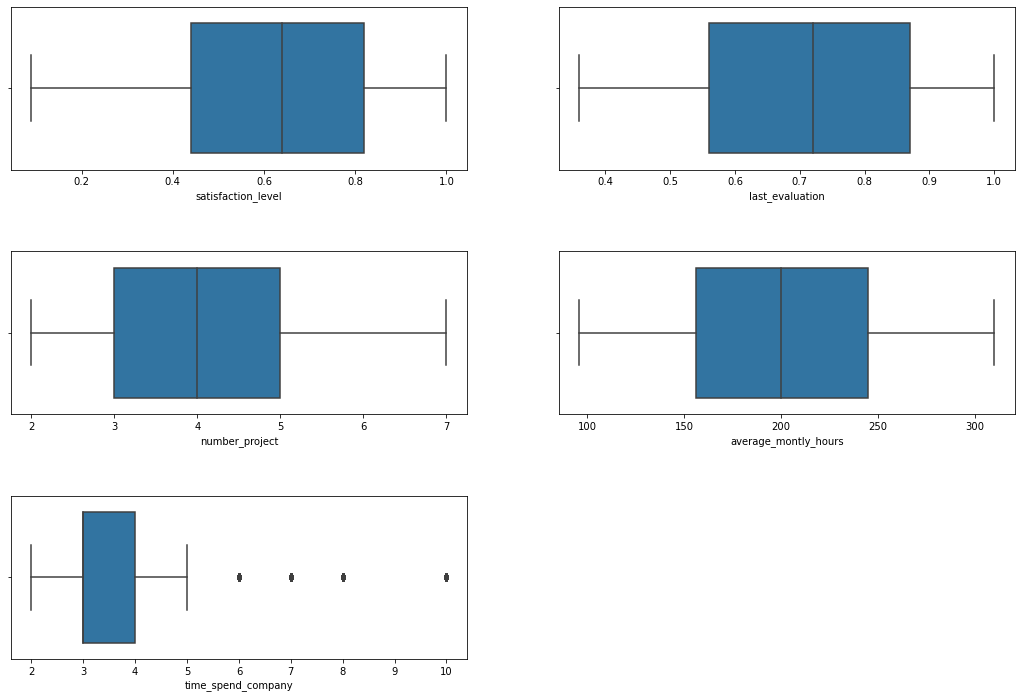 0.2 0.4 0.6 0.8 1.0
satisfaction_level
0.4 0.5 0.6 0.7 0.8 0.9 1.0
last_evaluation
2 3 4 5 6 7
number_project
100 150 200 250 300
average_montly_hours
2 3 4 5 6 7 8 9 10
time_spend_company